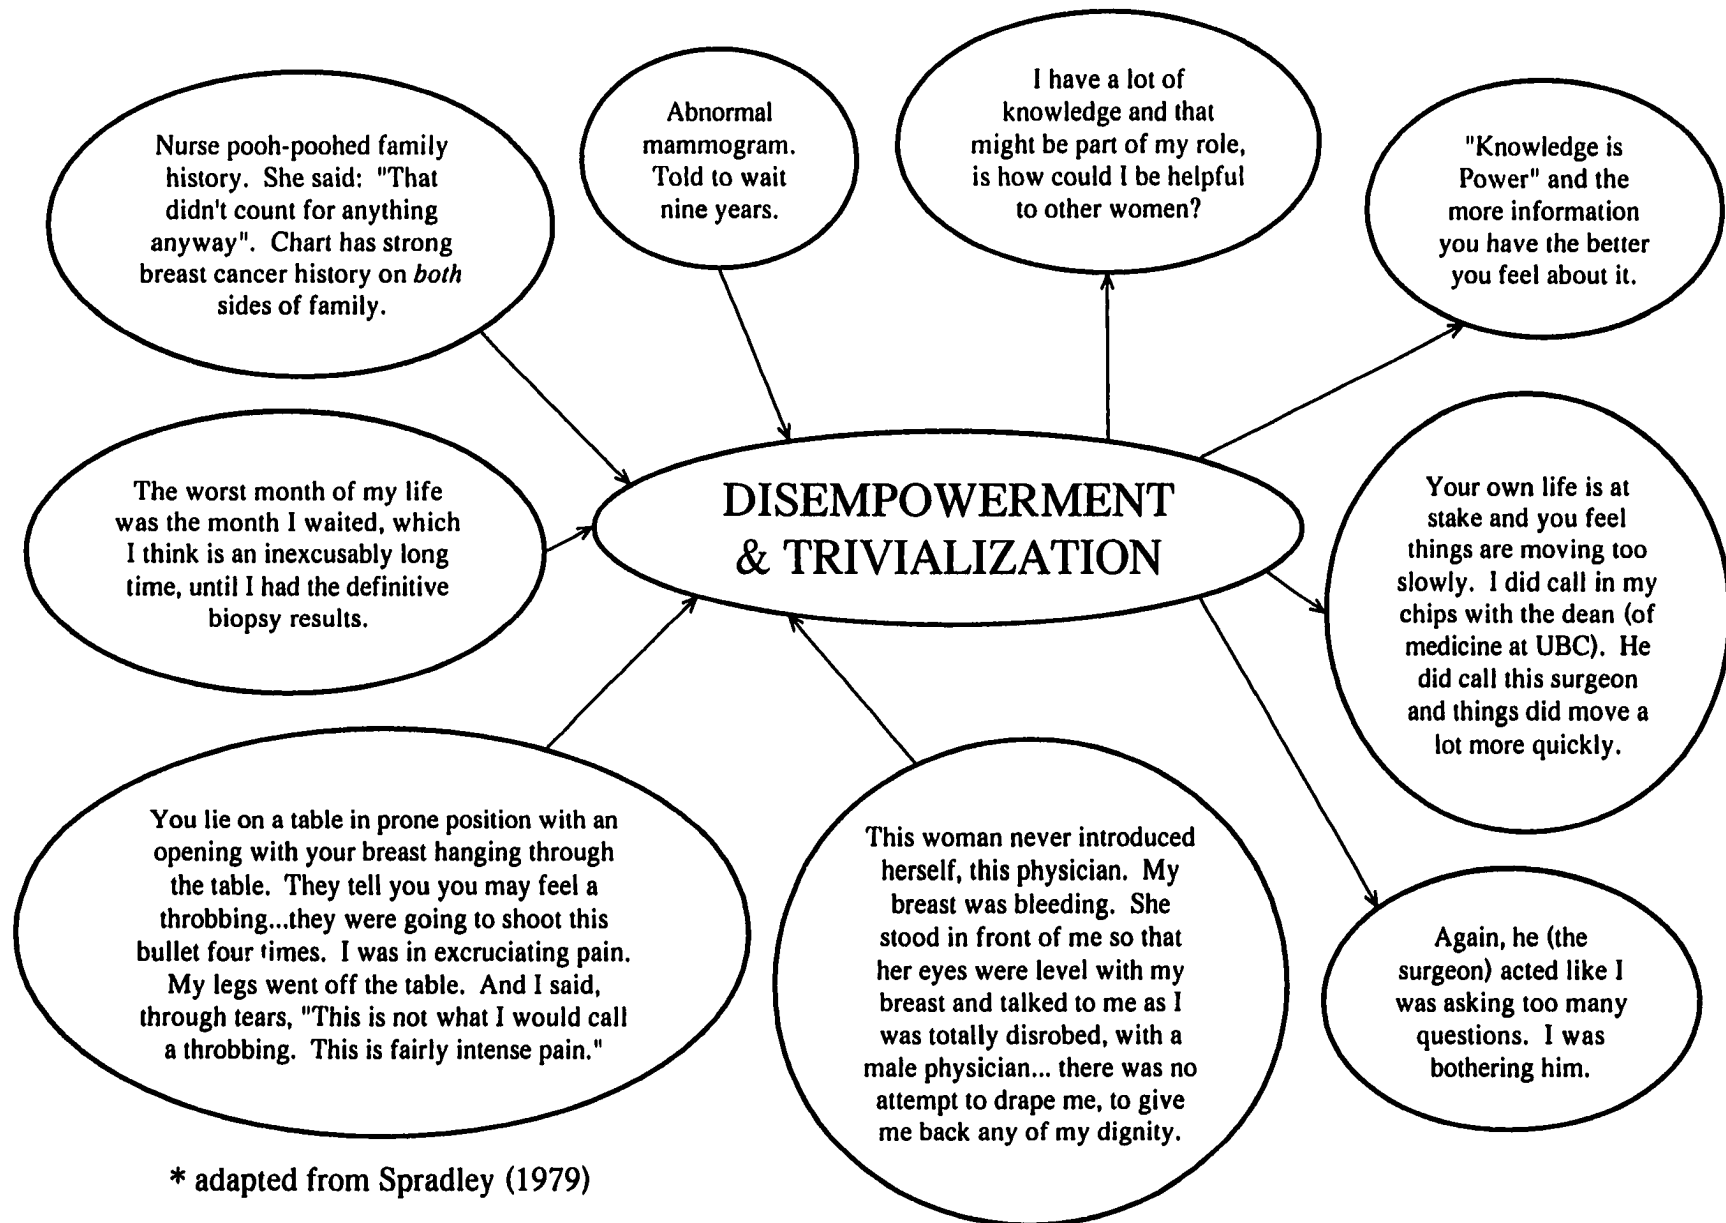 Nurse pooh-poohed family
history. She said: "That
didn't count for anything
anyway". Chart has strong
breast cancer history on both
sides of family.
Abnormal
mammogram.
Told to wait
nine years.
I have a lot of
knowledge and that
might be part of my role,
is how could I be helpful
to other women?
"Knowledge is
Power" and the
more information
you have the better
you feel about it.
The worst month of my life
was the month I waited, which
I think is an inexcusably long
time, until I had the definitive
biopsy results.
DISEMPOWERMENT
& TRIVIALIZATION
Your own life is at
stake and you feel
things are moving too
slowly. I did call in my
chips with the dean (of
medicine at UBC). He
did call this surgeon
and things did move a
lot more quickly.
You lie on a table in prone position with an
opening with your breast hanging through
the table. They tell you you may feel a
throbbing...they were going to shoot this
bullet four times. I was in excruciating pain.
My legs went off the table. And I said,
through tears, "This is not what I would call
a throbbing. This is fairly intense pain."
This woman never introduced
herself, this physician. My
breast was bleeding. She
stood in front of me so that
her eyes were level with my
breast and talked to me as I
was totally disrobed, with a
male physician... there was no
attempt to drape me, to give
me back any of my dignity.
Again, he (the
surgeon) acted like I
was asking too many
questions. I was
bothering him.
* adapted from Spradley (1979)